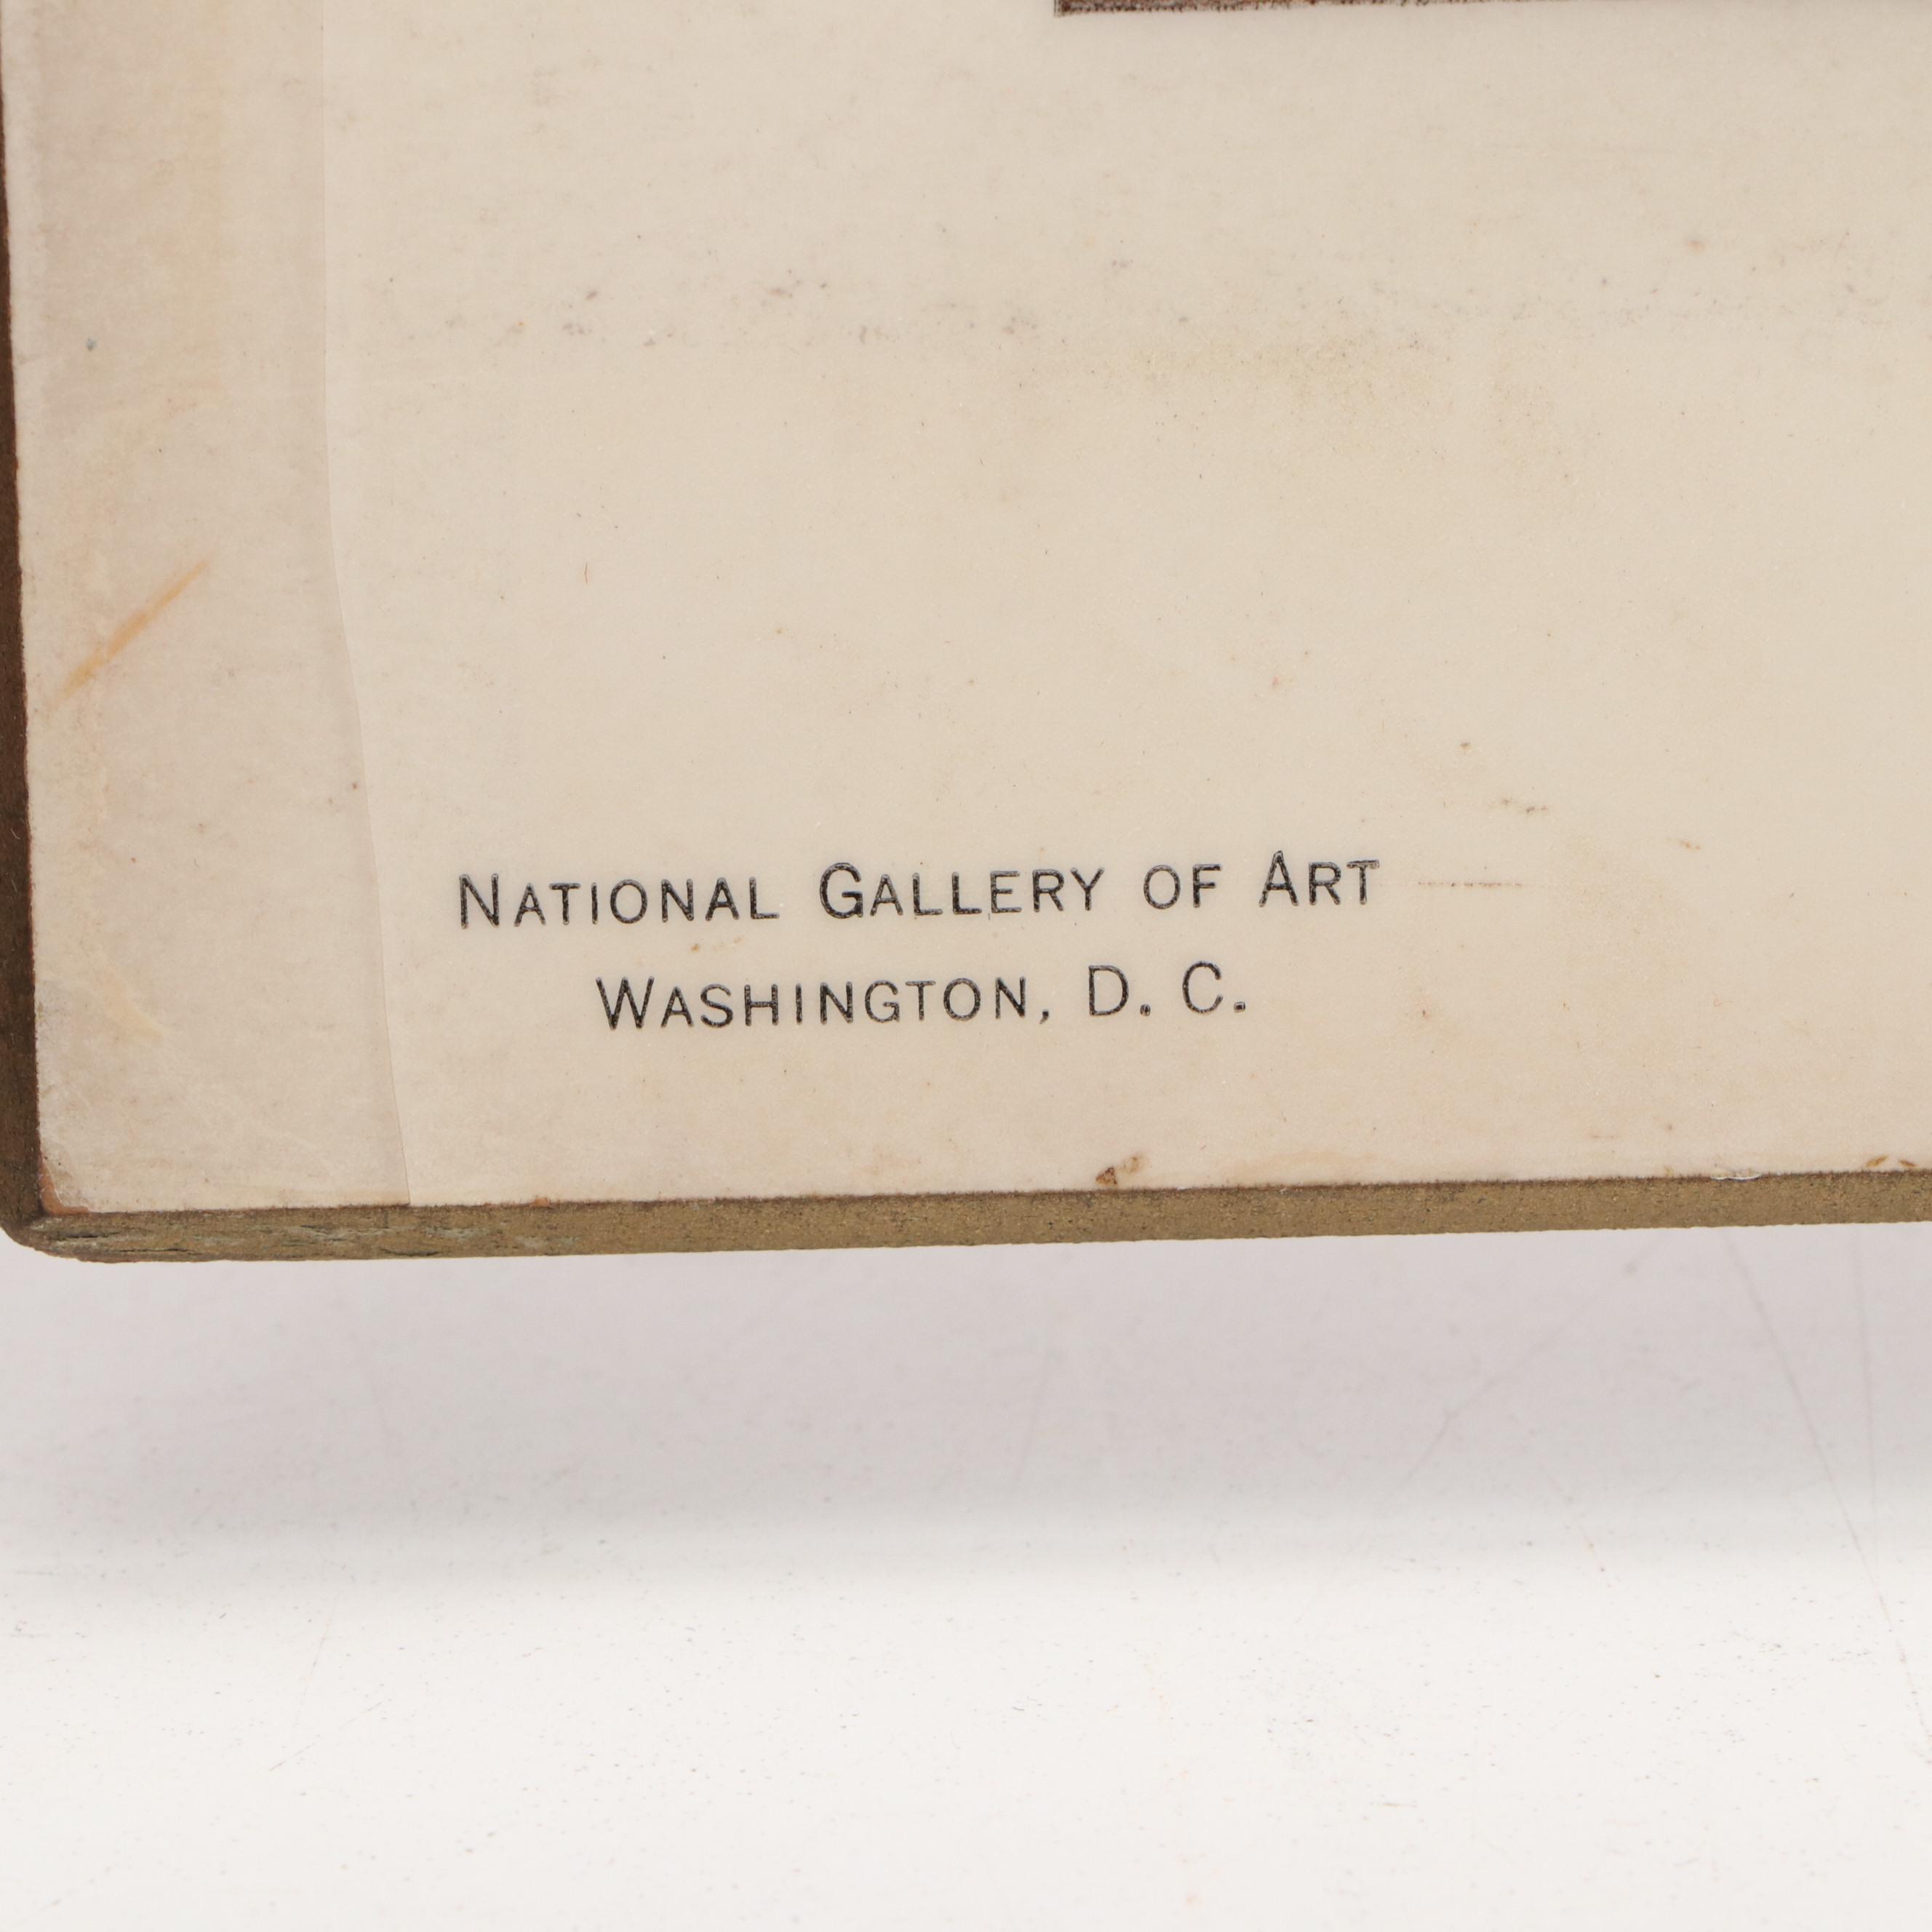 National Gallery of Art
Washington, D. C.